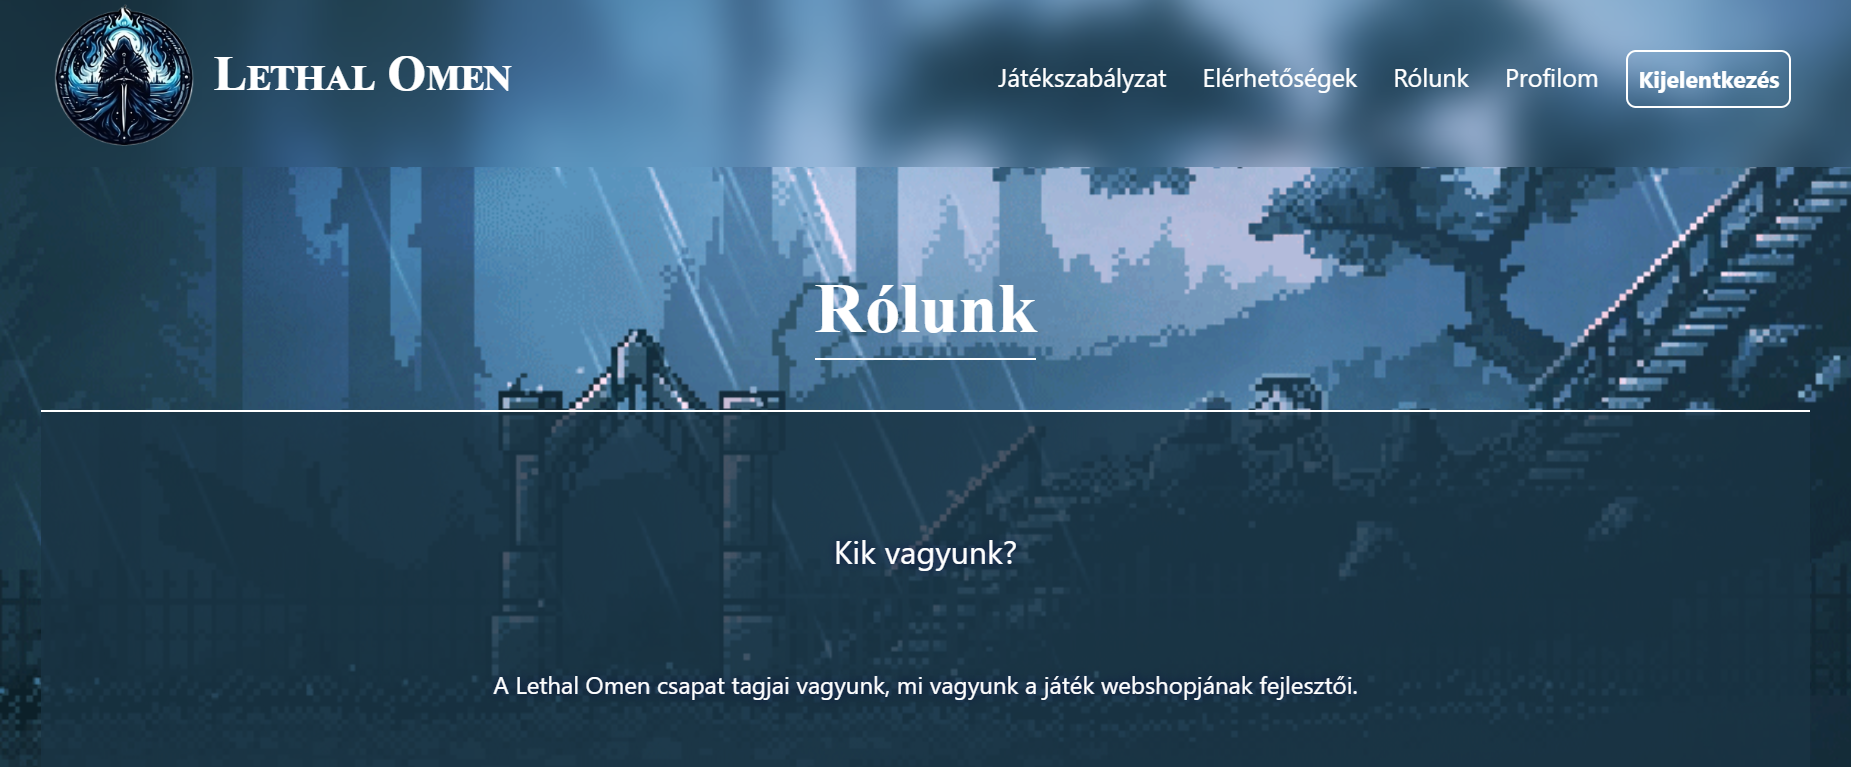 Lethal Omen
Játékszabályzat Elérhetőségek Rólunk Profilom Kijelentkezés
Rólunk
Kik vagyunk?
A Lethal Omen csapat tagjai vagyunk, mi vagyunk a játék webshopjának fejlesztői.